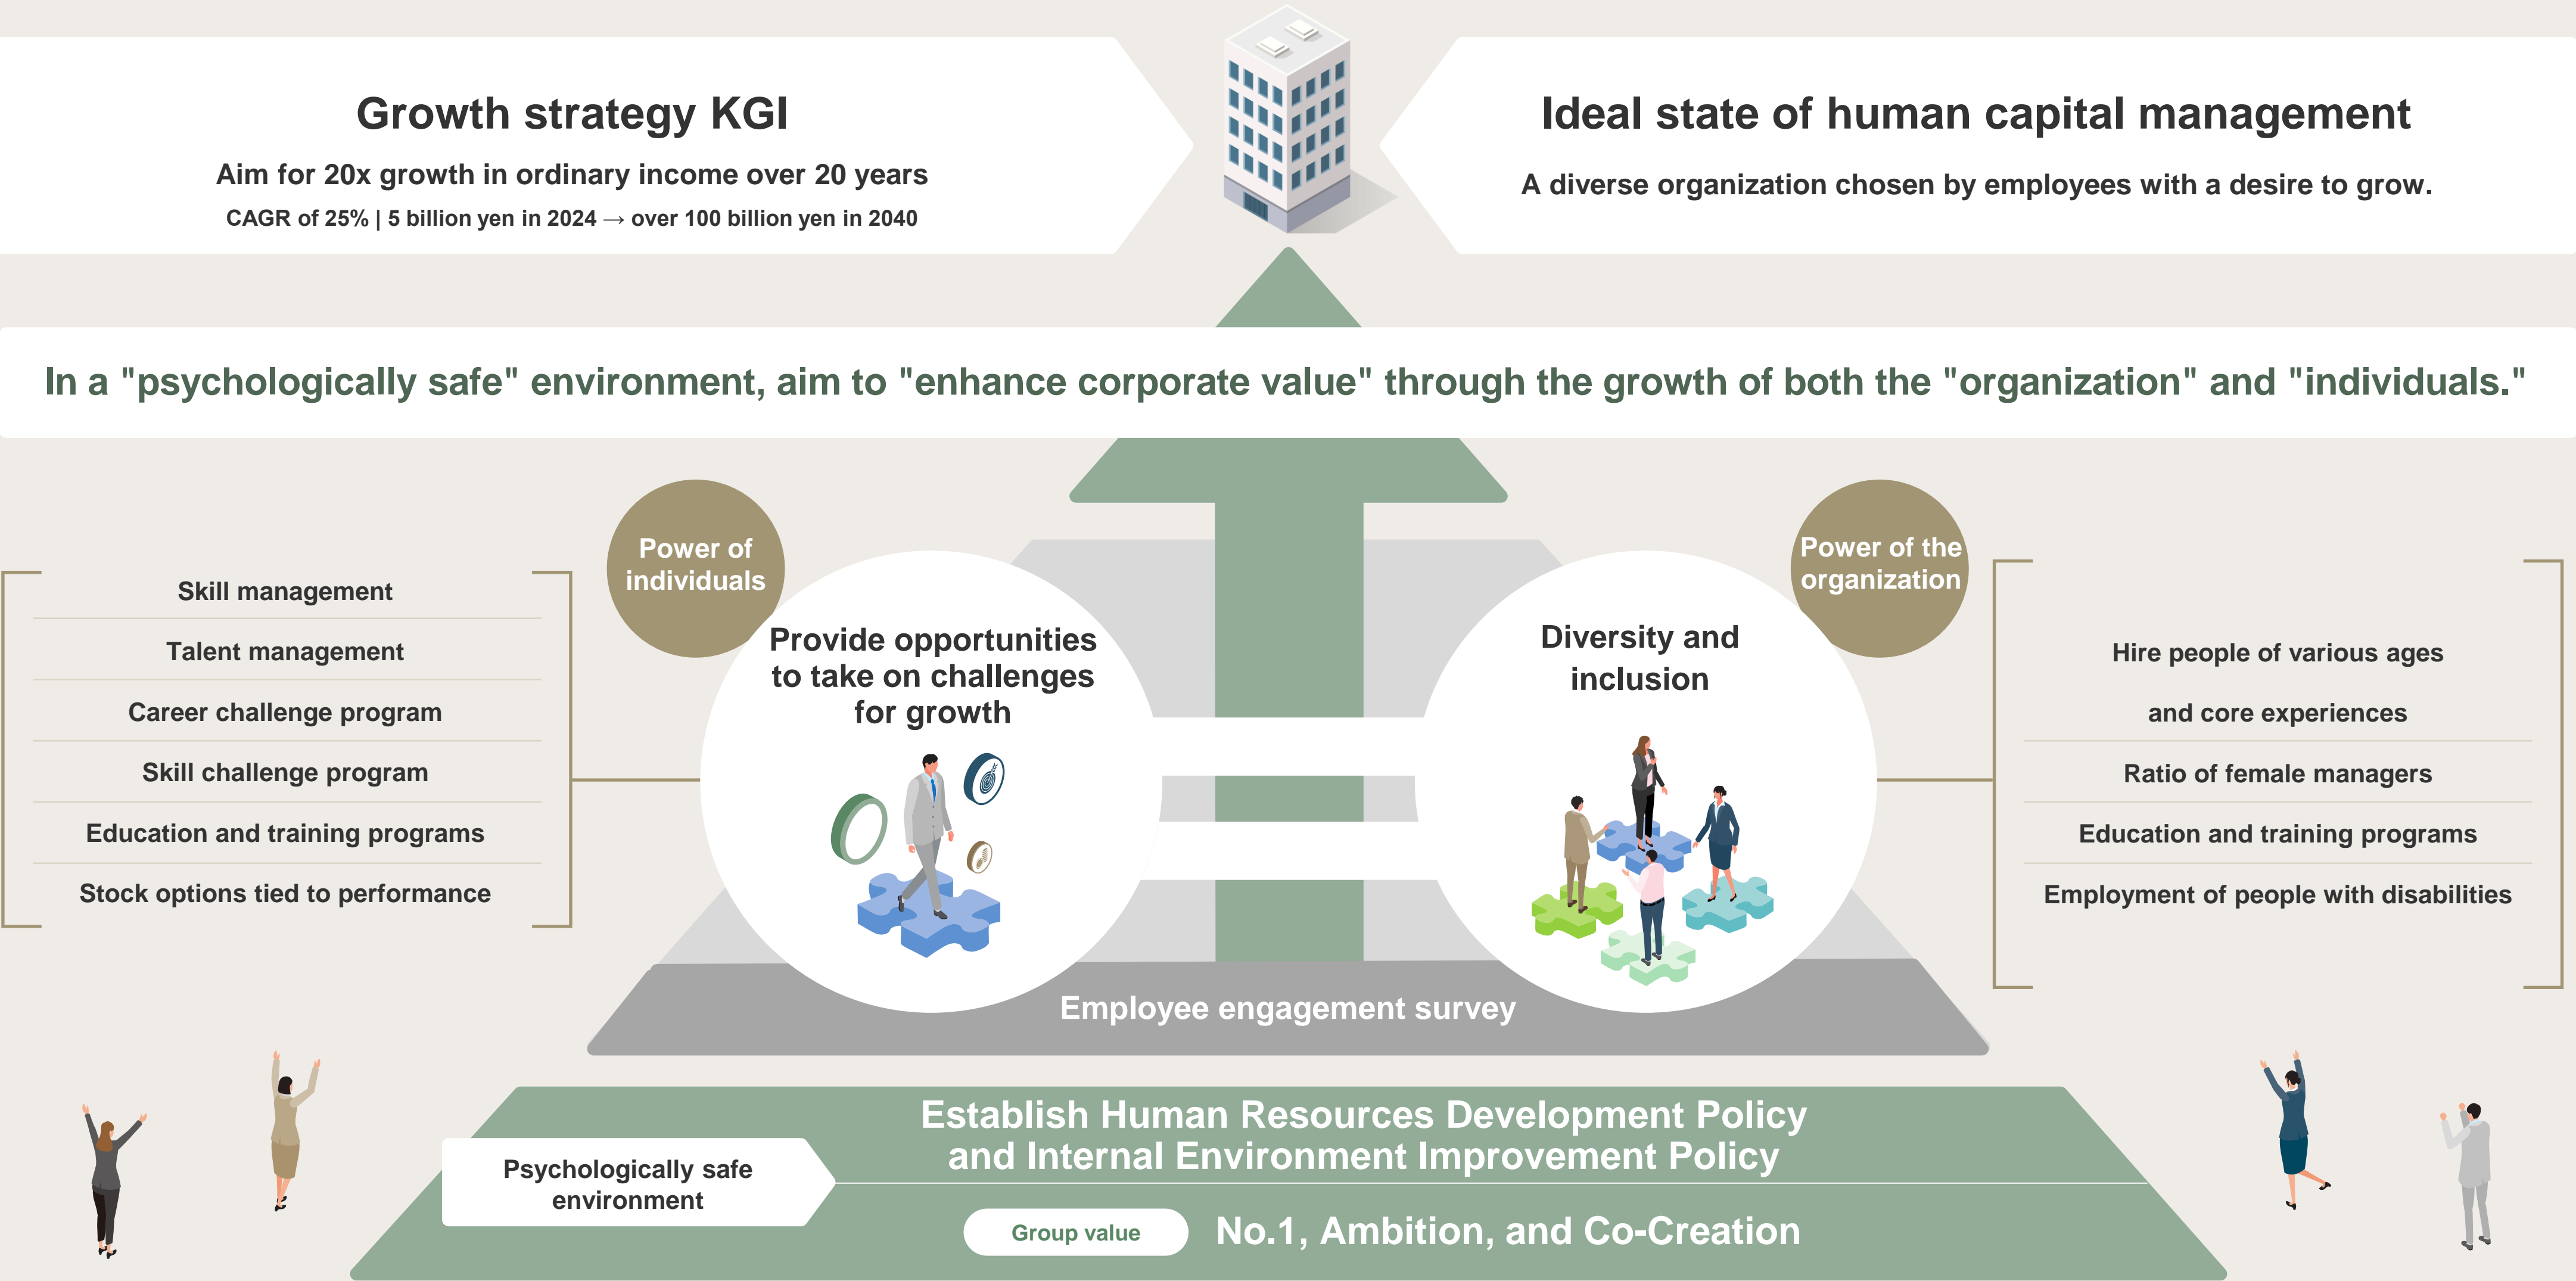 Growth strategy KGI
Aim for 20x growth in ordinary income over 20 years
CAGR of 25% | 5 billion yen in 2024 → over 100 billion yen in 2040
Ideal state of human capital management
A diverse organization chosen by employees with a desire to grow.
In a "psychologically safe" environment, aim to "enhance corporate value" through the growth of both the "organization" and "individuals."
Power of
individuals
Provide opportunities
to take on challenges
for growth
Skill management
Talent management
Career challenge program
Skill challenge program
Education and training programs
Stock options tied to performance
Power of the
organization
Diversity and
inclusion
Hire people of various ages
and core experiences
Ratio of female managers
Education and training programs
Employment of people with disabilities
Employee engagement survey
Psychologically safe
environment
Establish Human Resources Development Policy
and Internal Environment Improvement Policy
Group value
No.1, Ambition, and Co-Creation